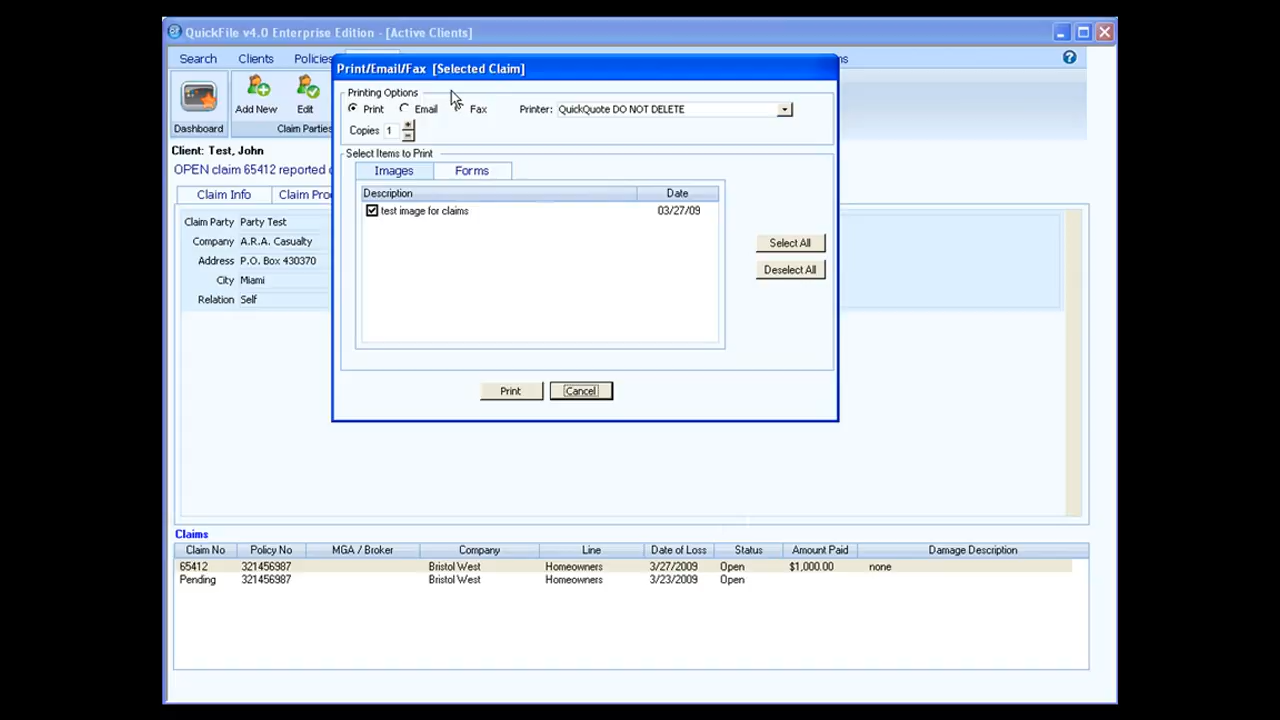 QuickFile v4.0 Enterprise Edition - [Active Clients]
Search Clients Policies
Print/Email/Fax [Selected Claim]
Printing Options
Print Email Fax Printer: QuickQuote DO NOT DELETE
Copies 1
Add New Edit
Dashboard Claim Parties
Client: Test, John
OPEN claim 65412 reported
Select Items to Print
Images Forms
Claim Info Claim Pro
Description Date
test image for claims 03/27/09
Claim Party Party Test
Company A.R.A. Casualty
Address P.O. Box 430370
City Miami
Relation Self
Select All
Deselect All
Print Cancel
Claims
Claim No Policy No MGA / Broker Company Line Date of Loss Status Amount Paid Damage Description
65412 321456987 Bristol West Homeowners 3/27/2009 Open $1,000.00 none
Pending 321456987 Bristol West Homeowners 3/23/2009 Open